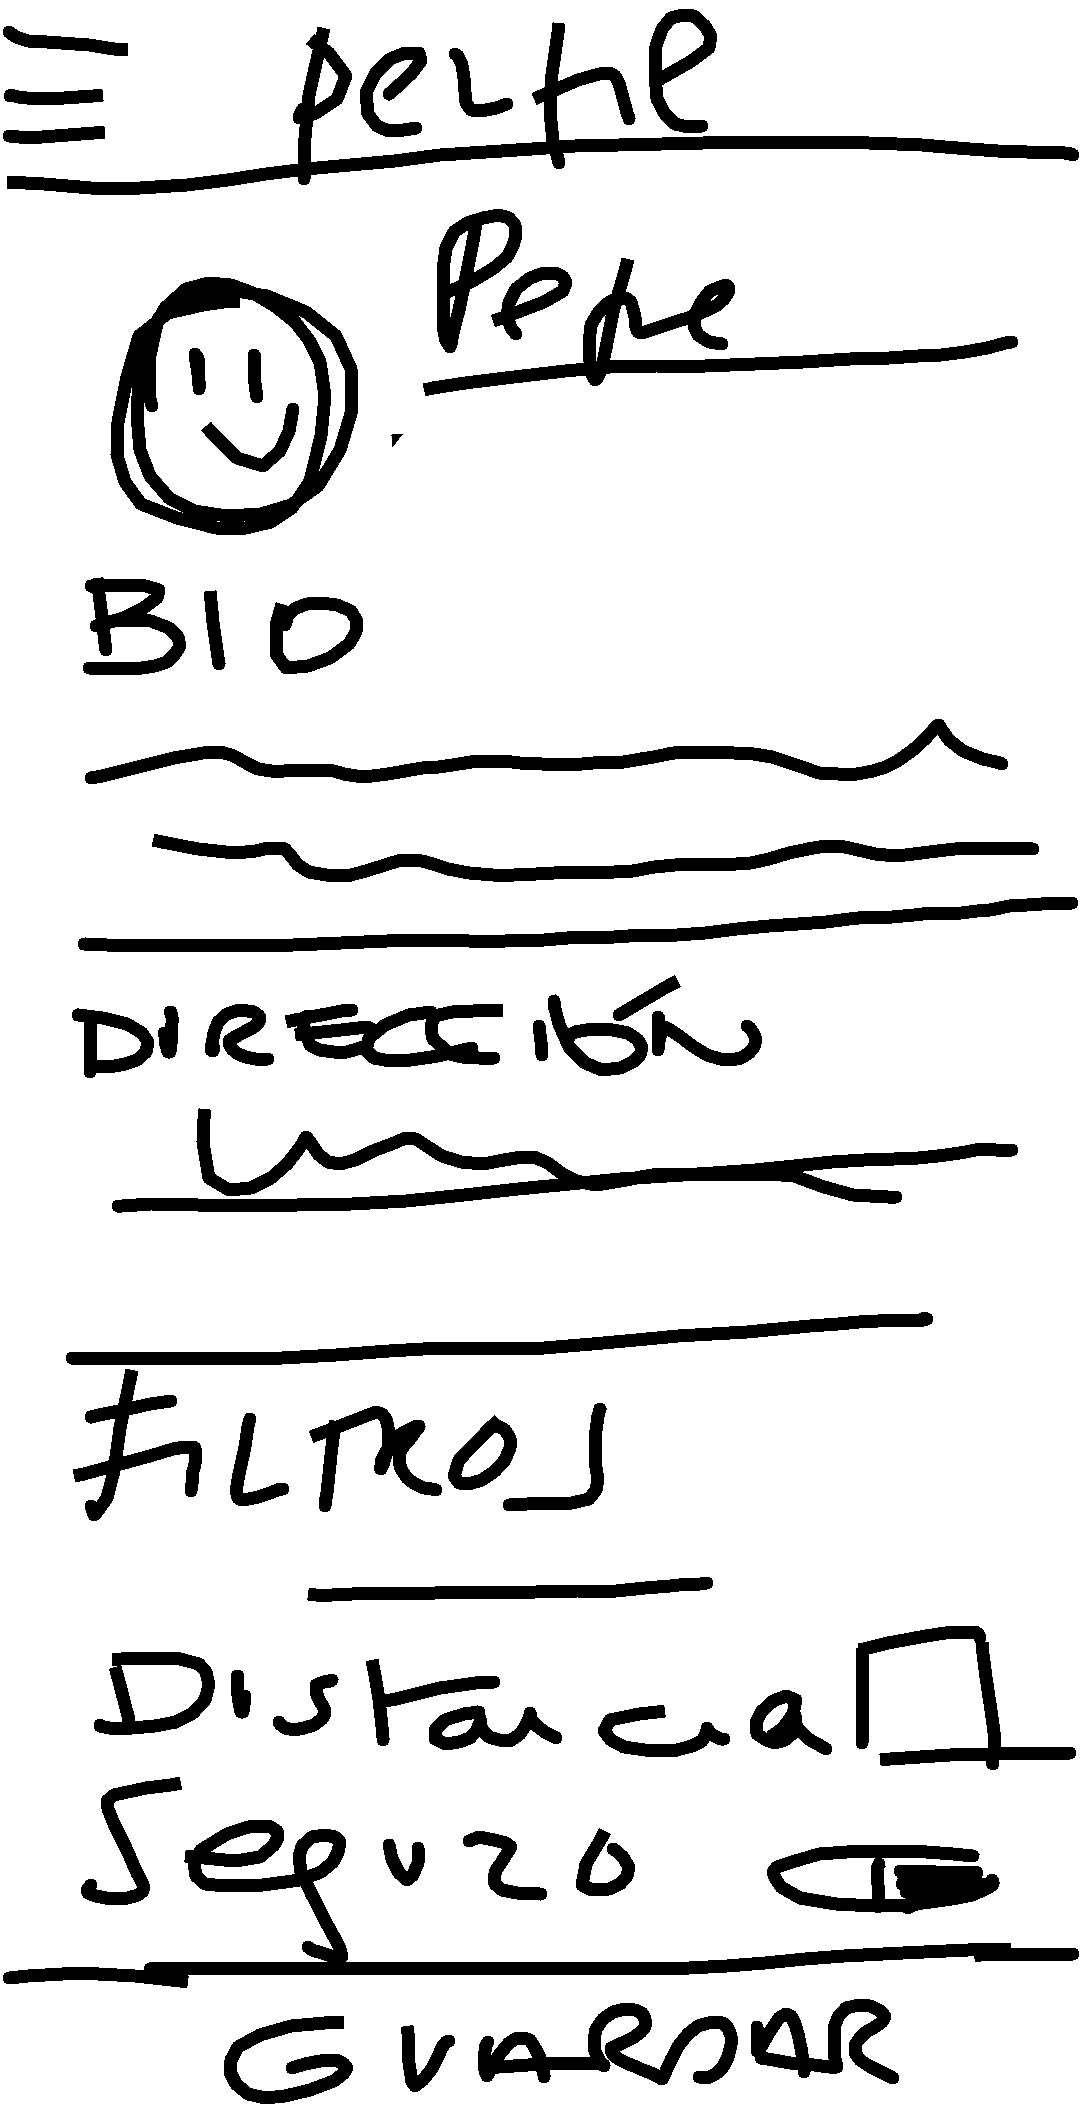 perfil
Pepe
BIO
DIRECCIÓN
FILTROS
Distancia
Seguro
GUARDAR